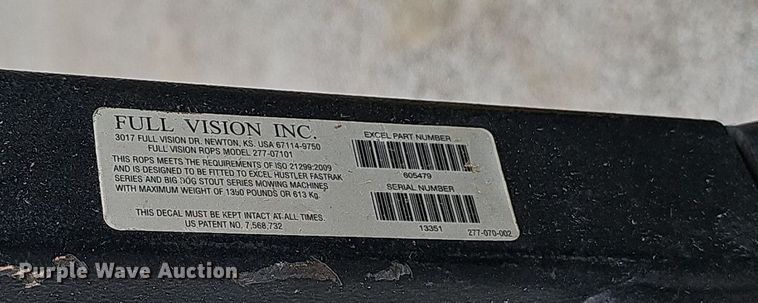 FULL VISION INC.
3017 FULL VISION DR. NEWTON, KS. USA 67114-9750
FULL VISION ROPS MODEL 277-07101
THIS ROPS MEETS THE REQUIREMENTS OF ISO 21299:2009
AND IS DESIGNED TO BE FITTED TO EXCEL HUSTLER FASTRAK
SERIES AND BIG DOG STOUT SERIES MOWING MACHINES
WITH MAXIMUM WEIGHT OF 1350 POUNDS OR 613 Kg.
THIS DECAL MUST BE KEPT INTACT AT ALL TIMES.
US PATENT NO. 7,568,732
EXCEL PART NUMBER
605479
SERIAL NUMBER
13351
277-070-002
Purple Wave Auction